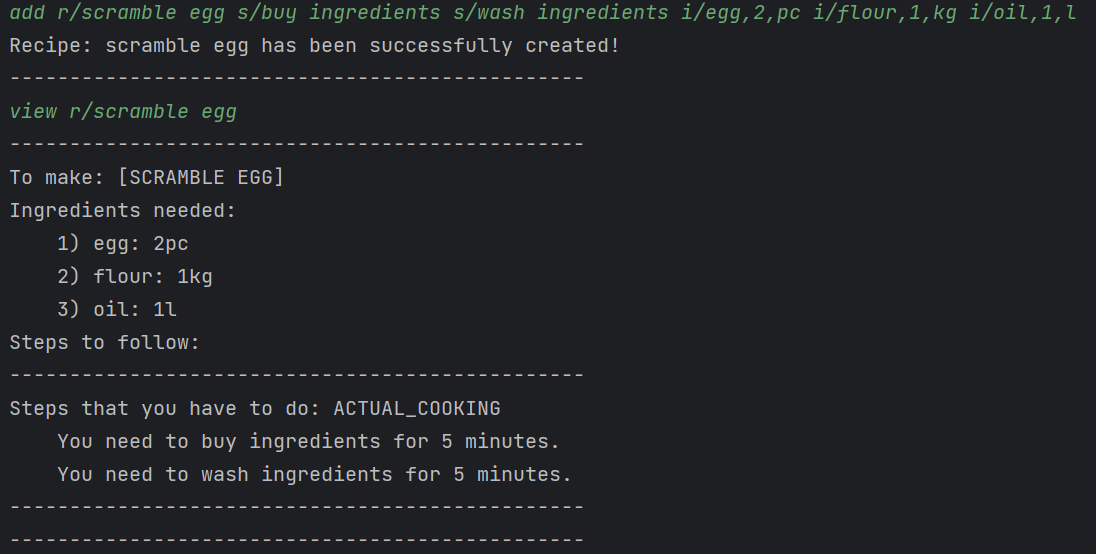 add r/scramble egg s/buy ingredients s/wash ingredients i/egg,2,pc i/flour,1,kg i/oil,1,l
Recipe: scramble egg has been successfully created!
------------------------------------------------
view r/scramble egg
------------------------------------------------
To make: [SCRAMBLE EGG]
Ingredients needed:
    1) egg: 2pc
    2) flour: 1kg
    3) oil: 1l
Steps to follow:
------------------------------------------------
Steps that you have to do: ACTUAL_COOKING
    You need to buy ingredients for 5 minutes.
    You need to wash ingredients for 5 minutes.
------------------------------------------------
------------------------------------------------